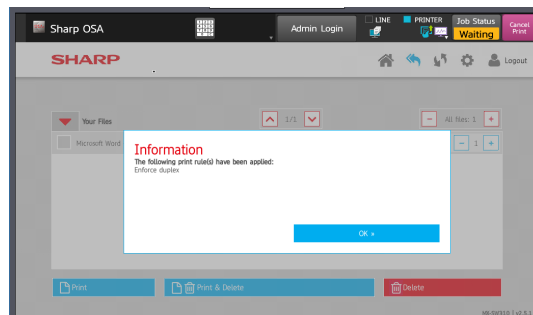 Sharp OSA
Admin Login
LINE
PRINTER
Job Status
Waiting
Cancel
Print
SHARP
Logout
Your Files
1/1
All files: 1
Microsoft Word
1
Information
The following print rule(s) have been applied:
Enforce duplex
OK »
Print
Print & Delete
Delete